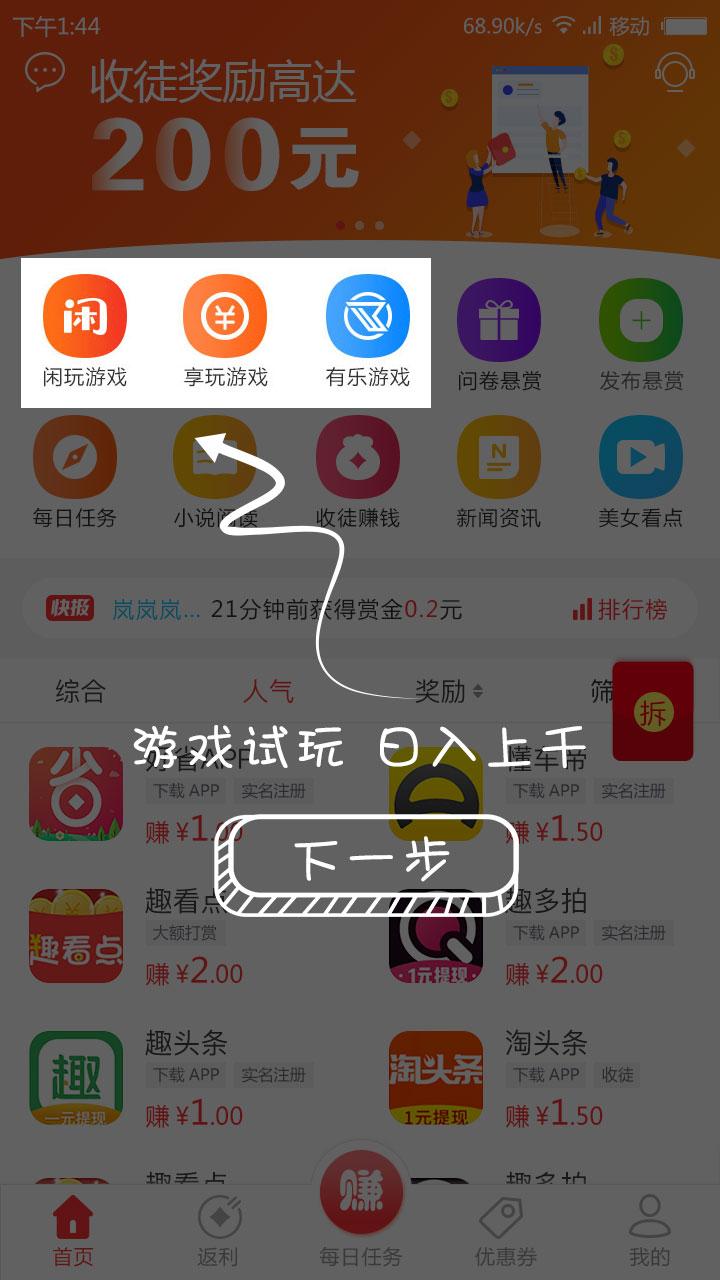 下午1:44 68.90k/s 移动
收徒奖励高达
200元
闲
闲玩游戏 享玩游戏 有乐游戏 问卷悬赏 发布悬赏
N
每日任务 小说阅读 收徒赚钱 新闻资讯 美女看点
快报 岚岚岚... 21分钟前获得赏金0.2元 排行榜
综合 人气 奖励 筛
拆
游戏试玩 日入上千
省 好省APP 懂车帝
下载 APP 实名注册 下载 APP 实名注册
赚 ¥1.00 赚 ¥1.50
下一步
趣看点 趣看点 趣多拍
大额打赏 下载 APP 实名注册
赚 ¥2.00 ·1元提现· 赚 ¥2.00
趣 趣头条 淘头条 淘头条
下载 APP 实名注册 下载 APP 收徒
一元提现 赚 ¥1.00 1元提现 赚 ¥1.50
趣看点 趣多拍
赚
首页 返利 每日任务 优惠券 我的